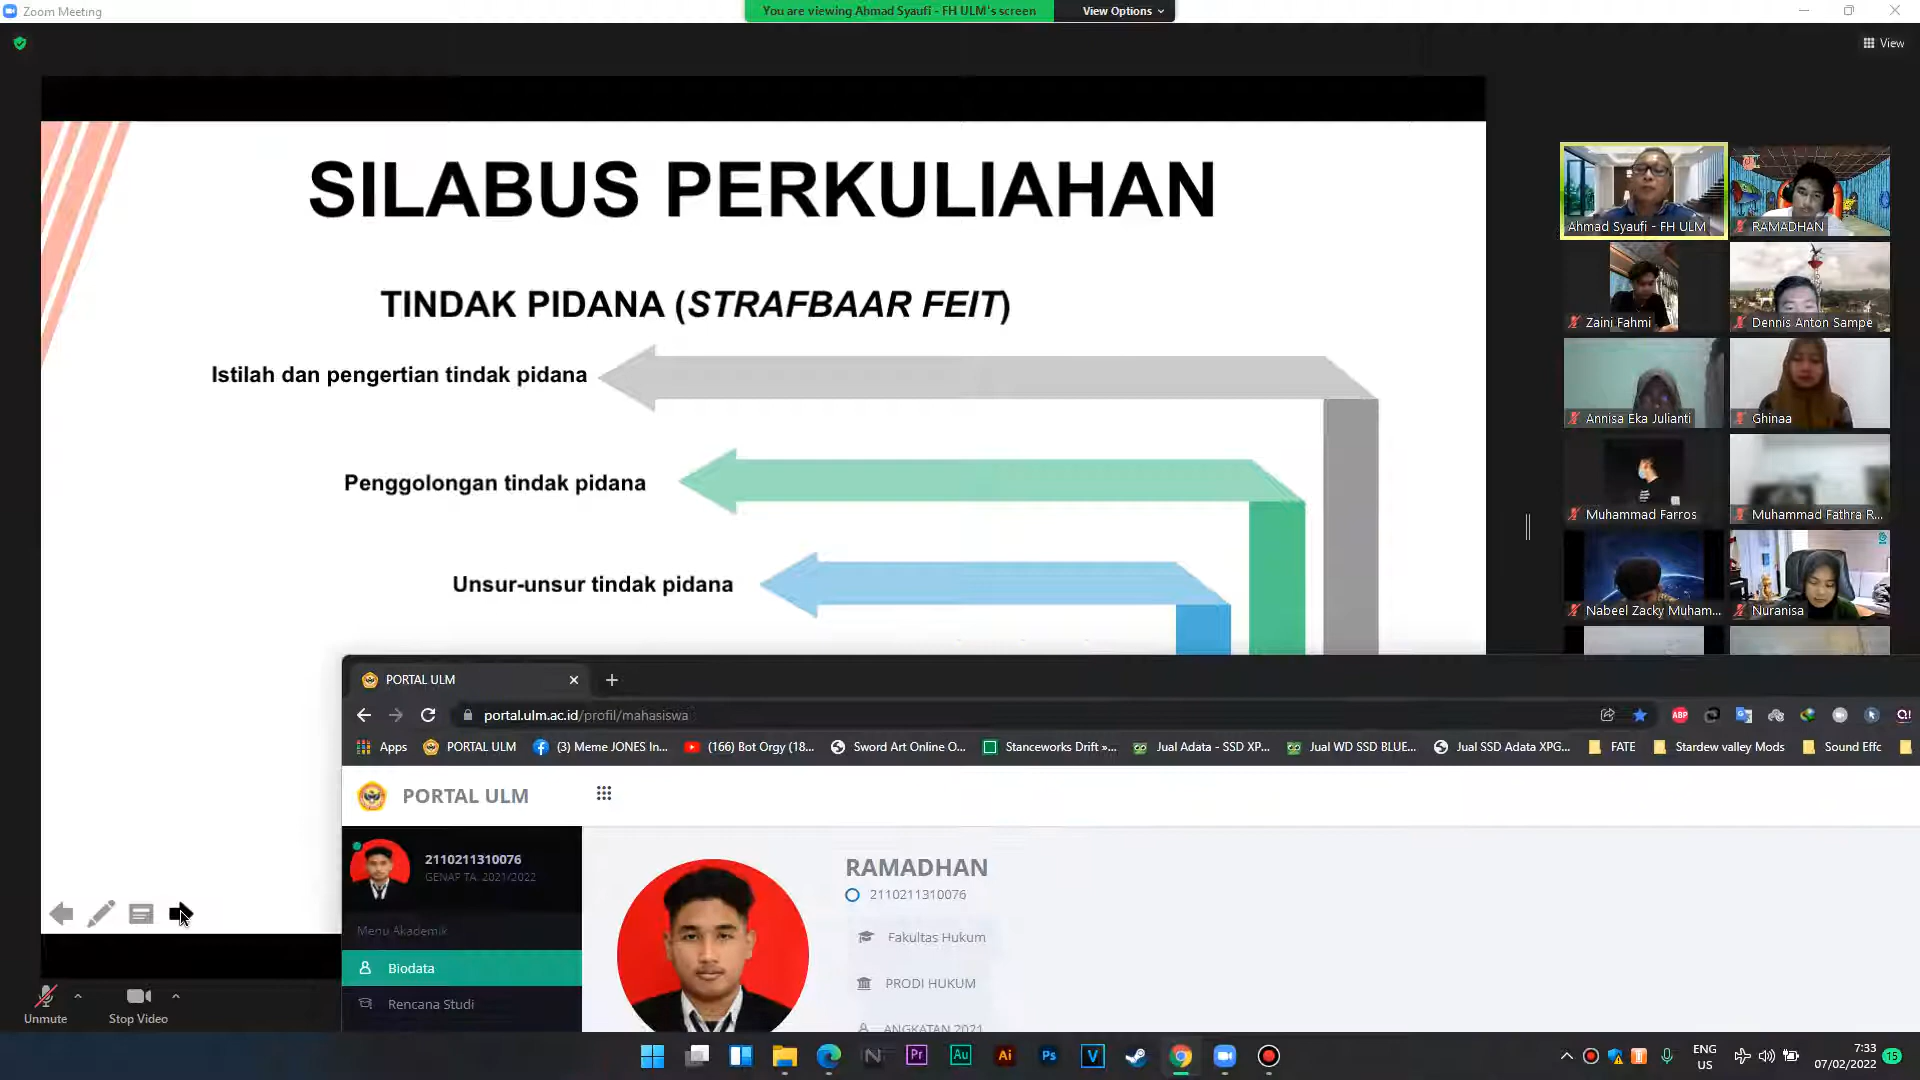 Zoom Meeting
You are viewing Ahmad Syaufi - FH ULM's screen
View Options
View
SILABUS PERKULIAHAN
TINDAK PIDANA (STRAFBAAR FEIT)
Istilah dan pengertian tindak pidana
Penggolongan tindak pidana
Unsur-unsur tindak pidana
Ahmad Syaufi - FH ULM
RAMADHAN
Zaini Fahmi
Dennis Anton Sampe
Annisa Eka Julianti
Ghinaa
Muhammad Farros
Muhammad Fathra R...
Nabeel Zacky Muham...
Nuranisa
PORTAL ULM
portal.ulm.ac.id/profil/mahasiswa
ABP
Apps
PORTAL ULM
(3) Meme JONES In...
(166) Bot Orgy (18...
Sword Art Online O...
Stanceworks Drift »...
Jual Adata - SSD XP...
Jual WD SSD BLUE...
Jual SSD Adata XPG...
FATE
Stardew valley Mods
Sound Effc
PORTAL ULM
2110211310076
GENAP TA. 2021/2022
Menu Akademik
Biodata
Rencana Studi
RAMADHAN
2110211310076
Fakultas Hukum
PRODI HUKUM
ANGKATAN 2021
Unmute
Stop Video
Pr
Au
Ai
Ps
V
ENG
US
7:33
07/02/2022
15